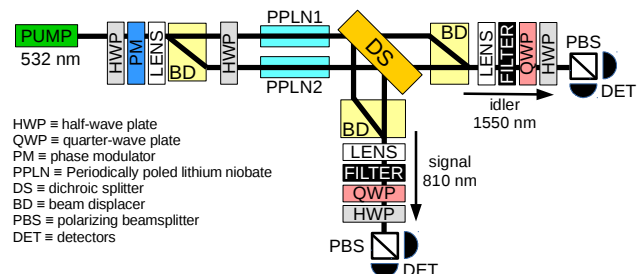 PUMP
532 nm
HWP
PM
LENS
BD
HWP
PPLN1
PPLN2
DS
BD
LENS
FILTER
QWP
HWP
PBS
DET
idler
1550 nm
BD
LENS
FILTER
QWP
HWP
signal
810 nm
PBS
DET
HWP ≡ half-wave plate
QWP ≡ quarter-wave plate
PM ≡ phase modulator
PPLN ≡ Periodically poled lithium niobate
DS ≡ dichroic splitter
BD ≡ beam displacer
PBS ≡ polarizing beamsplitter
DET ≡ detectors